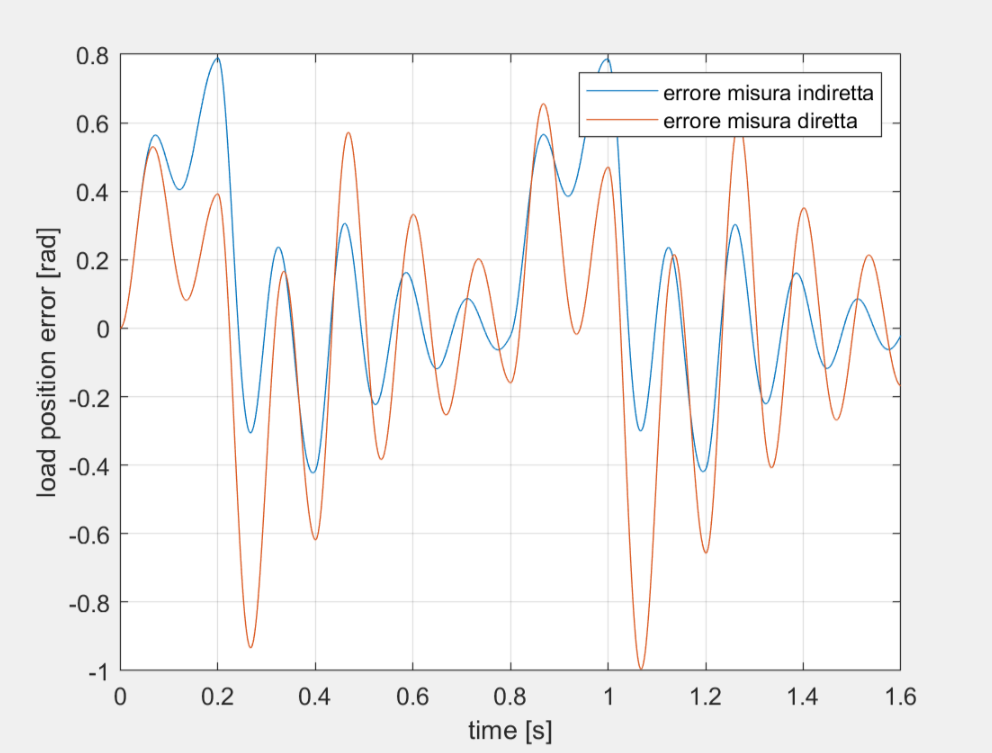 0.8
0.6
0.4
0.2
0
-0.2
-0.4
-0.6
-0.8
-1
load position error [rad]
errore misura indiretta
errore misura diretta
0 0.2 0.4 0.6 0.8 1 1.2 1.4 1.6
time [s]